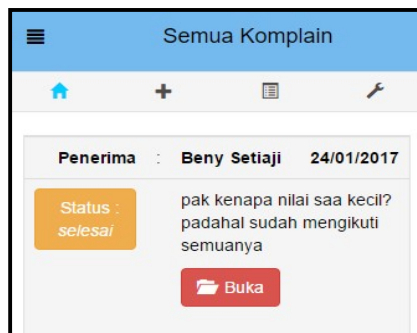 Semua Komplain
Penerima : Beny Setiaji 24/01/2017
Status :
selesai
pak kenapa nilai saa kecil?
padahal sudah mengikuti
semuanya
Buka